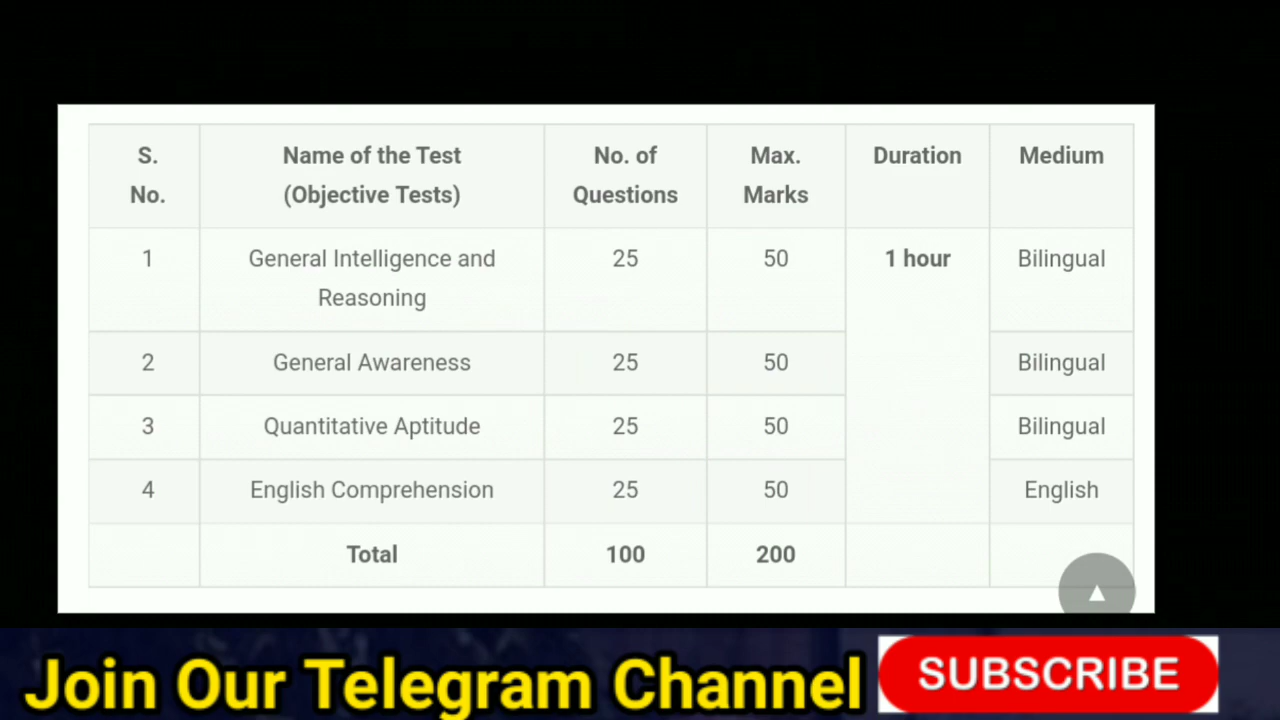 S. No. Name of the Test (Objective Tests) No. of Questions Max. Marks Duration Medium
1 General Intelligence and Reasoning 25 50 1 hour Bilingual
2 General Awareness 25 50 Bilingual
3 Quantitative Aptitude 25 50 Bilingual
4 English Comprehension 25 50 English
Total 100 200
Join Our Telegram Channel SUBSCRIBE